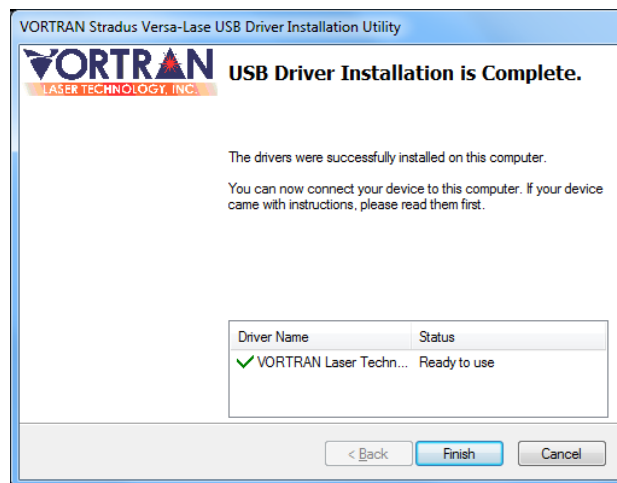 VORTRAN Stradus Versa-Lase USB Driver Installation Utility
VORTRAN
LASER TECHNOLOGY, INC.
USB Driver Installation is Complete.
The drivers were successfully installed on this computer.
You can now connect your device to this computer. If your device
came with instructions, please read them first.
Driver Name Status
VORTRAN Laser Techn... Ready to use
< Back Finish Cancel